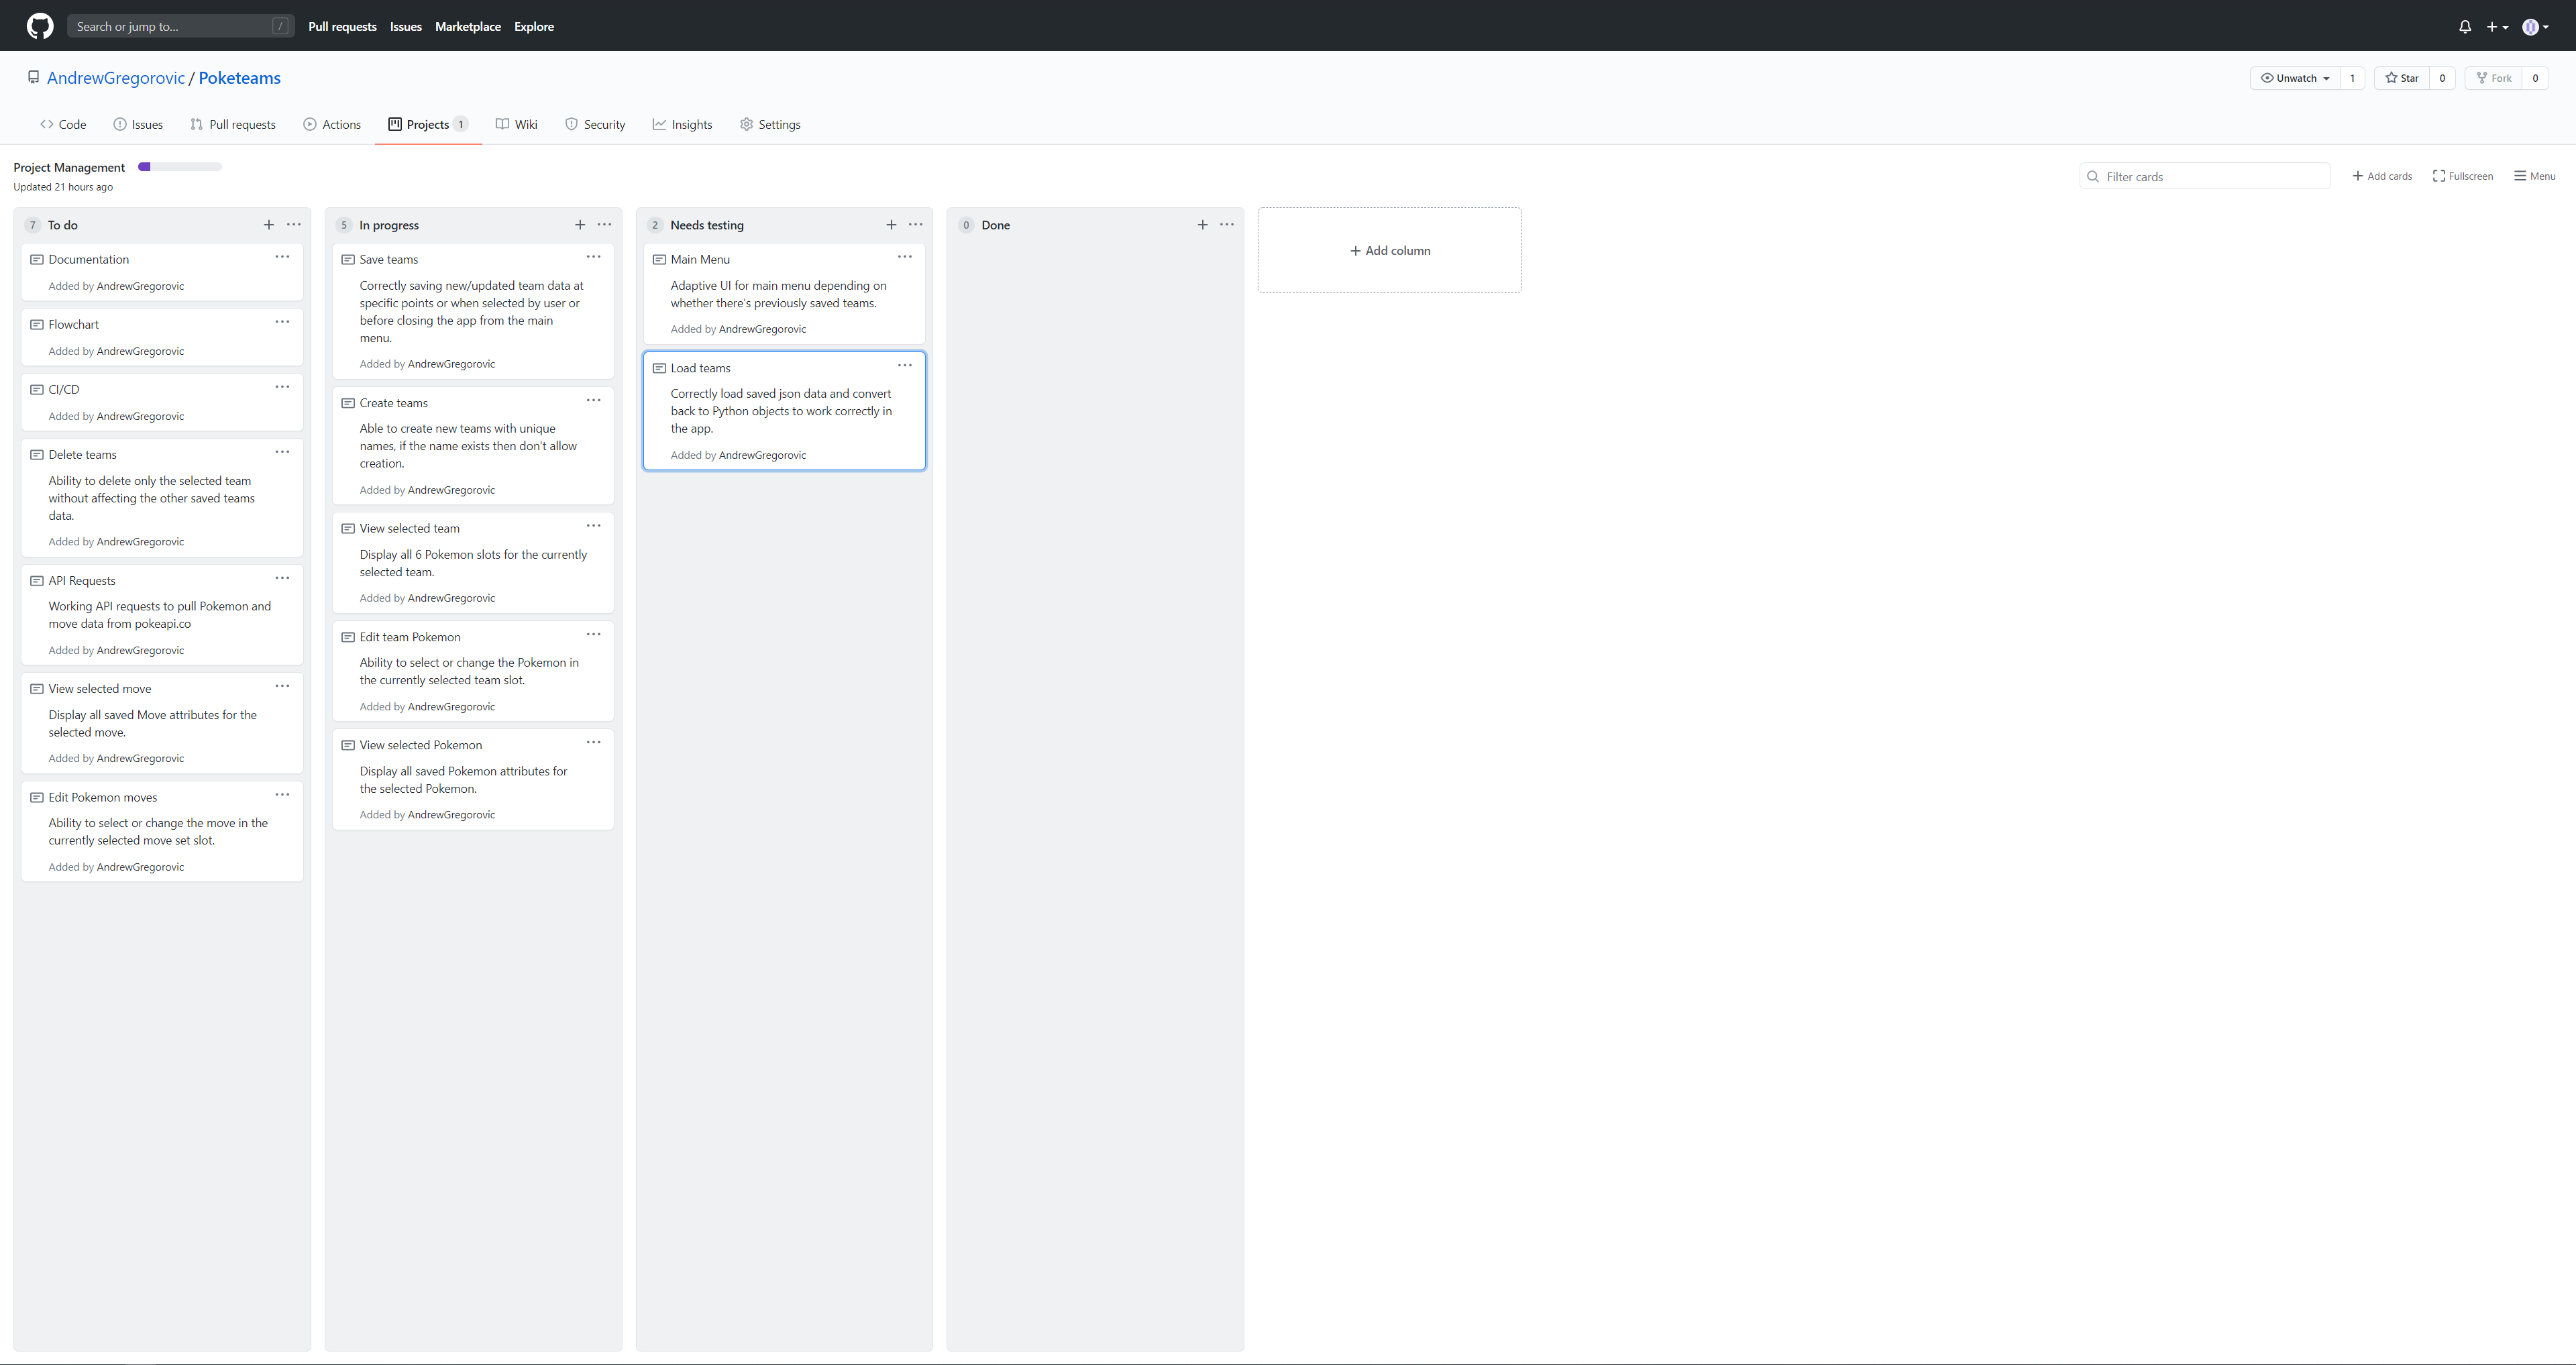 Search or jump to...
/
Pull requests
Issues
Marketplace
Explore
AndrewGregorovic / Poketeams
Unwatch
1
Star
0
Fork
0
Code
Issues
Pull requests
Actions
Projects
1
Wiki
Security
Insights
Settings
Project Management
Updated 21 hours ago
Filter cards
Add cards
Fullscreen
Menu
7
To do
Documentation
Added by AndrewGregorovic
Flowchart
Added by AndrewGregorovic
CI/CD
Added by AndrewGregorovic
Delete teams
Ability to delete only the selected team
without affecting the other saved teams
data.
Added by AndrewGregorovic
API Requests
Working API requests to pull Pokemon and
move data from pokeapi.co
Added by AndrewGregorovic
View selected move
Display all saved Move attributes for the
selected move.
Added by AndrewGregorovic
Edit Pokemon moves
Ability to select or change the move in the
currently selected move set slot.
Added by AndrewGregorovic
5
In progress
Save teams
Correctly saving new/updated team data at
specific points or when selected by user or
before closing the app from the main
menu.
Added by AndrewGregorovic
Create teams
Able to create new teams with unique
names, if the name exists then don't allow
creation.
Added by AndrewGregorovic
View selected team
Display all 6 Pokemon slots for the currently
selected team.
Added by AndrewGregorovic
Edit team Pokemon
Ability to select or change the Pokemon in
the currently selected team slot.
Added by AndrewGregorovic
View selected Pokemon
Display all saved Pokemon attributes for
the selected Pokemon.
Added by AndrewGregorovic
2
Needs testing
Main Menu
Adaptive UI for main menu depending on
whether there's previously saved teams.
Added by AndrewGregorovic
Load teams
Correctly load saved json data and convert
back to Python objects to work correctly in
the app.
Added by AndrewGregorovic
0
Done
Add column